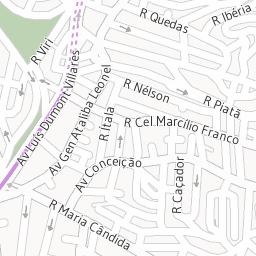 R Quedas
R Ibéria
R Viri
R Nélson
R Piatã
Av Luís Dumont Villares
Av Gen Ataliba Leonel
R Ítala
R Cel Marcílio Franco
Av Conceição
R Caçador
R Maria Cândida